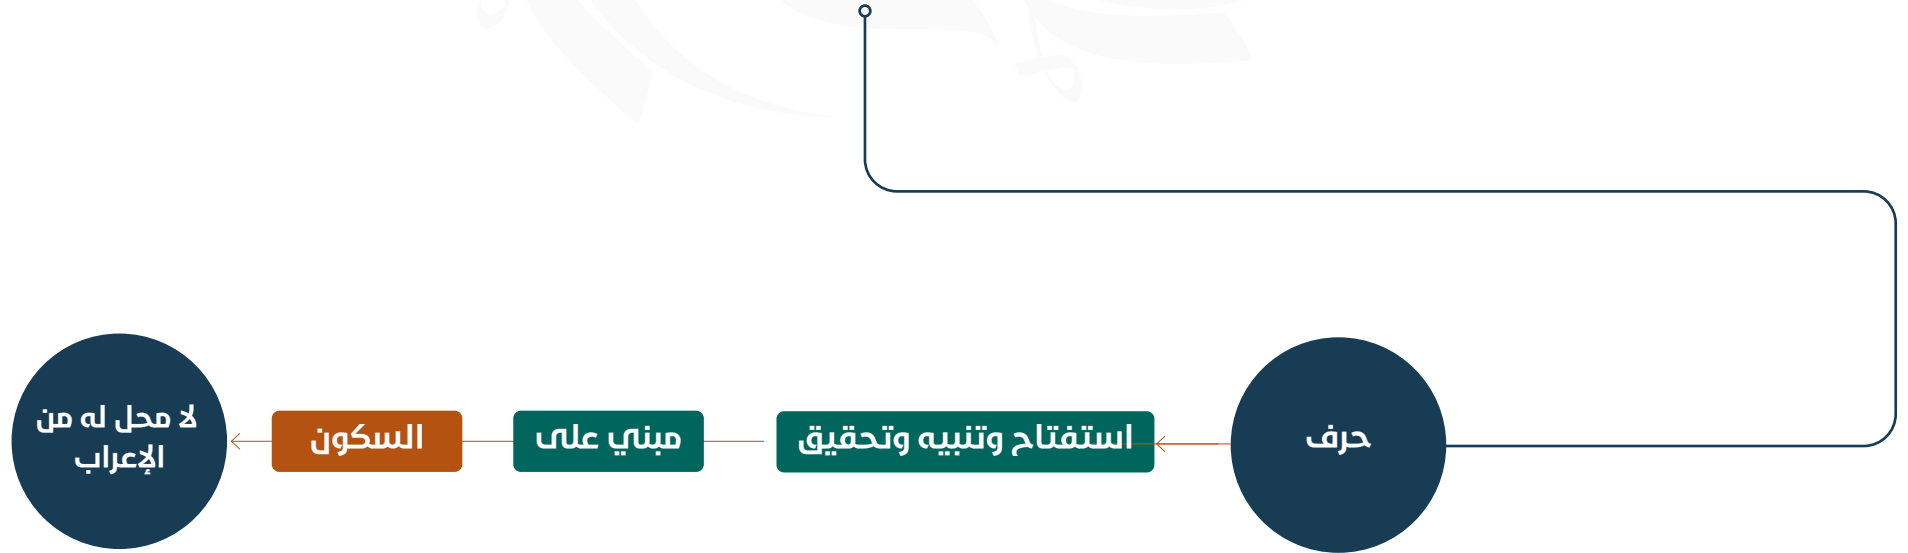 حرف
استفتاح وتنبيه وتحقيق
مبني على
السكون
لا محل له من
الإعراب